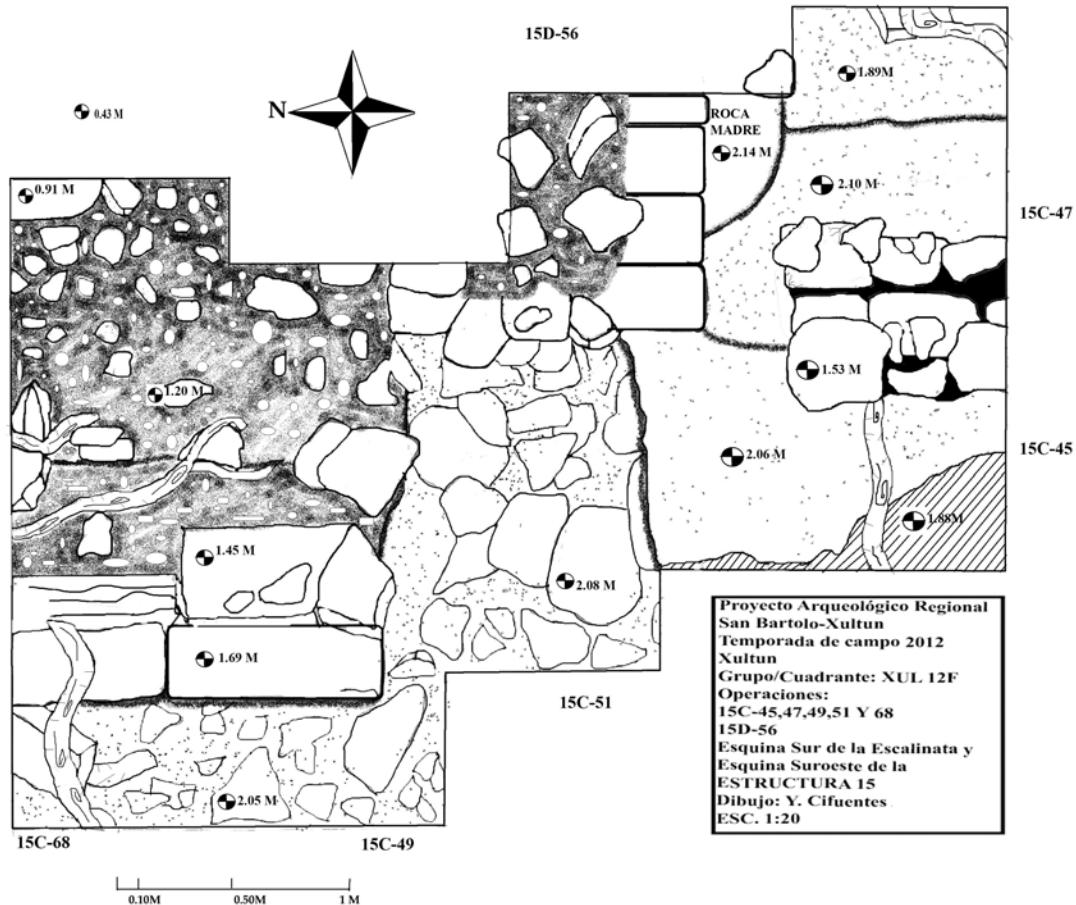 15D-56
1.89M
0.43 M
N
ROCA
MADRE
2.14 M
2.10 M
0.91 M
15C-47
1.53 M
1.20 M
15C-45
2.06 M
1.88M
1.45 M
2.08 M
1.69 M
15C-51
2.05 M
15C-68
15C-49
0.10M 0.50M 1 M
Proyecto Arqueológico Regional
San Bartolo-Xultun
Temporada de campo 2012
Xultun
Grupo/Cuadrante: XUL 12F
Operaciones:
15C-45,47,49,51 Y 68
15D-56
Esquina Sur de la Escalinata y
Esquina Suroeste de la
ESTRUCTURA 15
Dibujo: Y. Cifuentes
ESC. 1:20